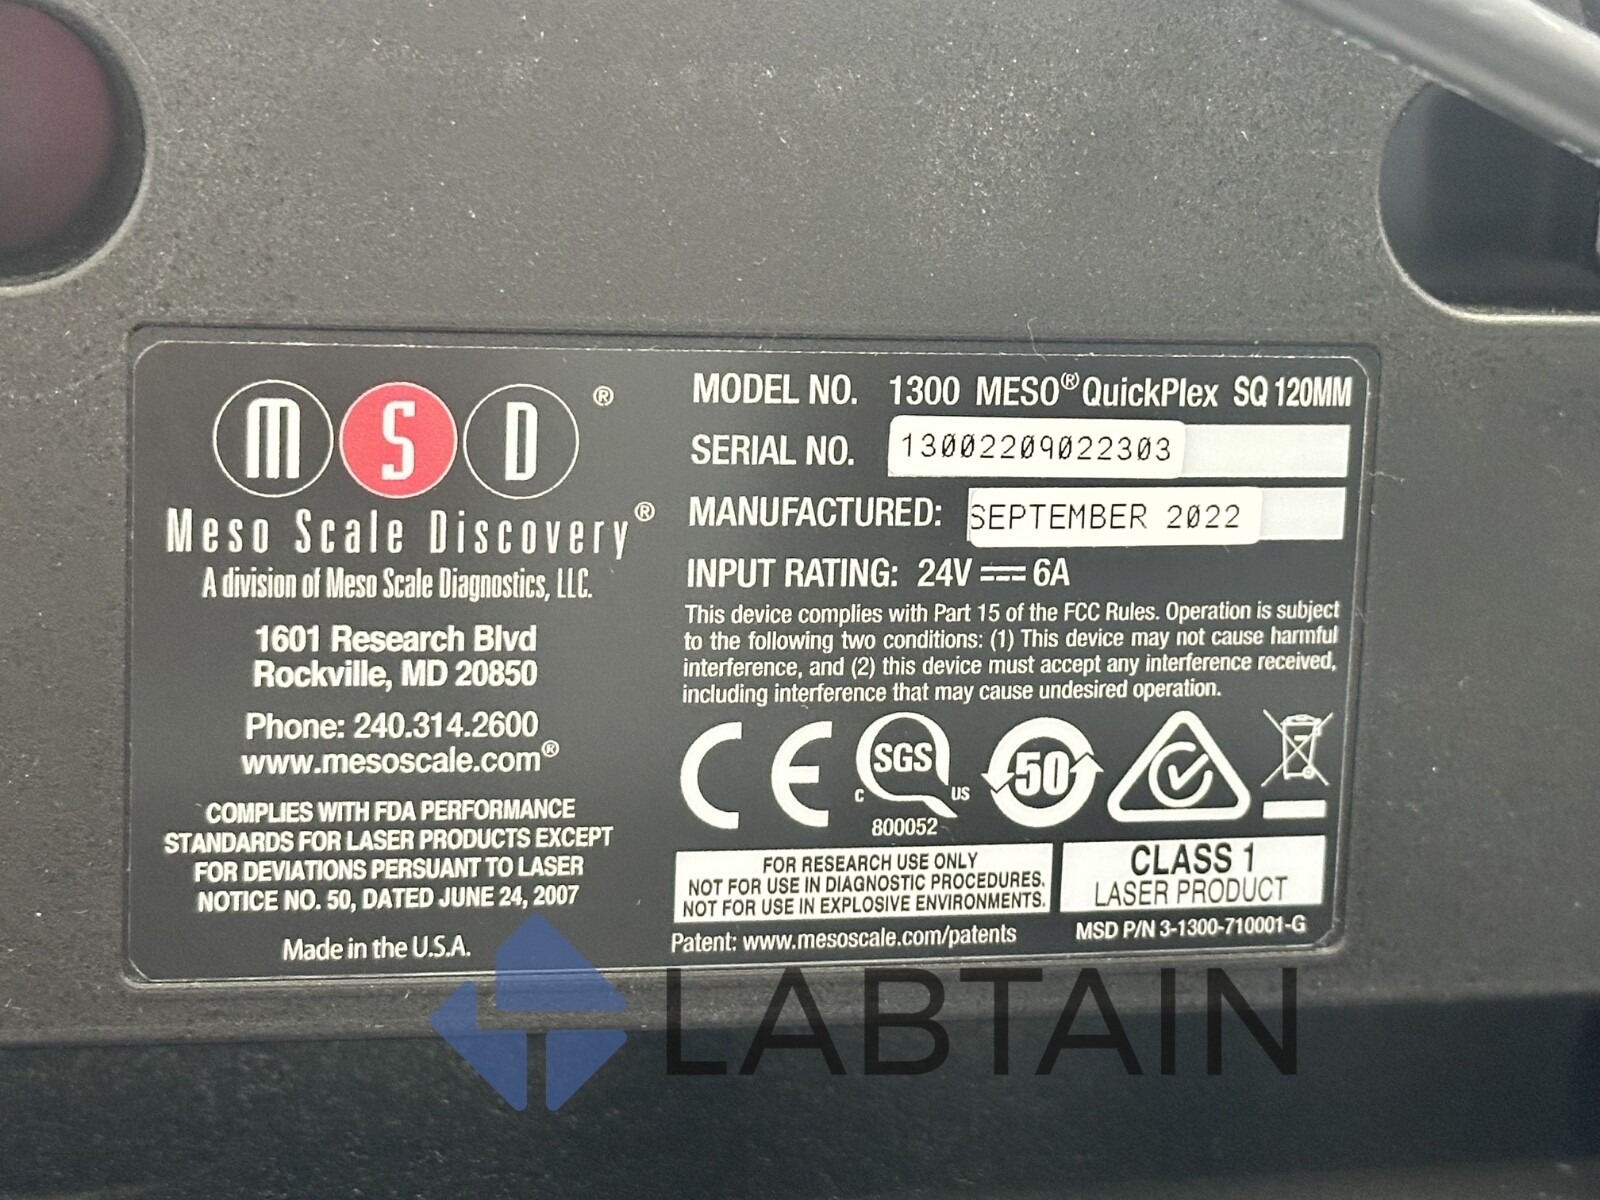 MSD®
Meso Scale Discovery®
A division of Meso Scale Diagnostics, LLC.
1601 Research Blvd
Rockville, MD 20850
Phone: 240.314.2600
www.mesoscale.com®
COMPLIES WITH FDA PERFORMANCE
STANDARDS FOR LASER PRODUCTS EXCEPT
FOR DEVIATIONS PERSUANT TO LASER
NOTICE NO. 50, DATED JUNE 24, 2007
Made in the U.S.A.
MODEL NO. 1300 MESO® QuickPlex SQ 120MM
SERIAL NO. 13002209022303
MANUFACTURED: SEPTEMBER 2022
INPUT RATING: 24V ⎓ 6A
This device complies with Part 15 of the FCC Rules. Operation is subject
to the following two conditions: (1) This device may not cause harmful
interference, and (2) this device must accept any interference received,
including interference that may cause undesired operation.
CE
SGS
C US
800052
50
FOR RESEARCH USE ONLY
NOT FOR USE IN DIAGNOSTIC PROCEDURES.
NOT FOR USE IN EXPLOSIVE ENVIRONMENTS.
CLASS 1
LASER PRODUCT
Patent: www.mesoscale.com/patents
MSD P/N 3-1300-710001-G
LABTAIN